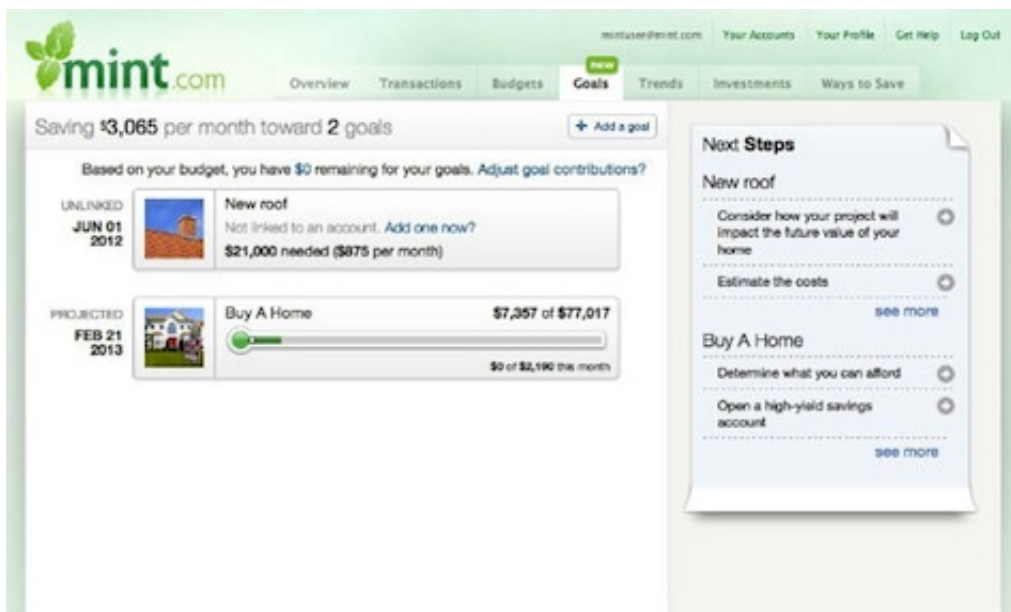 mint.com
mintuser@mint.com Your Accounts Your Profile Get Help Log Out
new
Overview Transactions Budgets Goals Trends Investments Ways to Save
Saving $3,065 per month toward 2 goals
+ Add a goal
Based on your budget, you have $0 remaining for your goals. Adjust goal contributions?
UNLINKED
JUN 01
2012
New roof
Not linked to an account. Add one now?
$21,000 needed ($875 per month)
PROJECTED
FEB 21
2013
Buy A Home $7,357 of $77,017
$0 of $2,190 this month
Next Steps
New roof
Consider how your project will
impact the future value of your
home
Estimate the costs
see more
Buy A Home
Determine what you can afford
Open a high-yield savings
account
see more